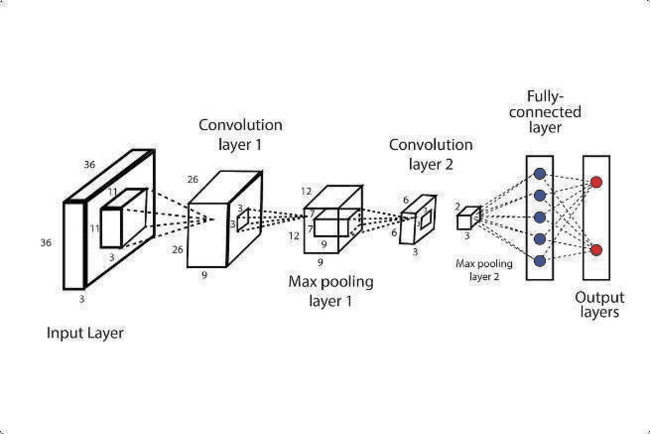 Fully-
connected
layer
Convolution
layer 1
Convolution
layer 2
36
36
3
11
11
3
26
26
9
3
3
12
12
9
7
7
9
6
6
3
2
3
Max pooling
layer 1
Max pooling
layer 2
Output
layers
Input Layer